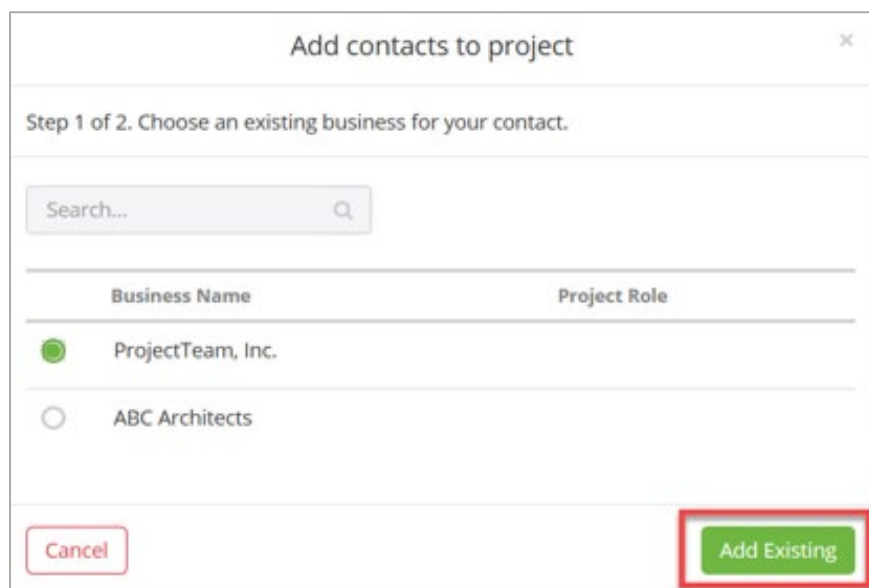 Add contacts to project
Step 1 of 2. Choose an existing business for your contact.
Search...
Business Name Project Role
ProjectTeam, Inc.
ABC Architects
Cancel Add Existing